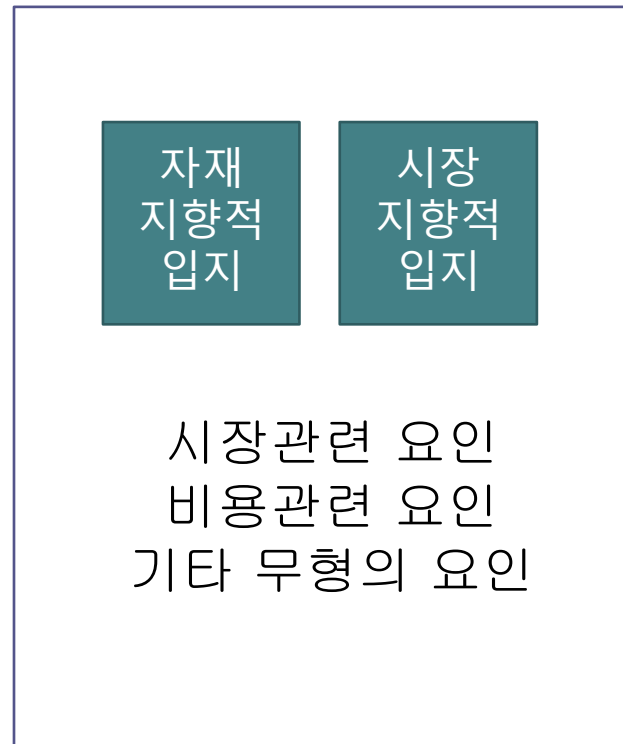 자재
지향적
입지
시장
지향적
입지
시장관련 요인
비용관련 요인
기타 무형의 요인